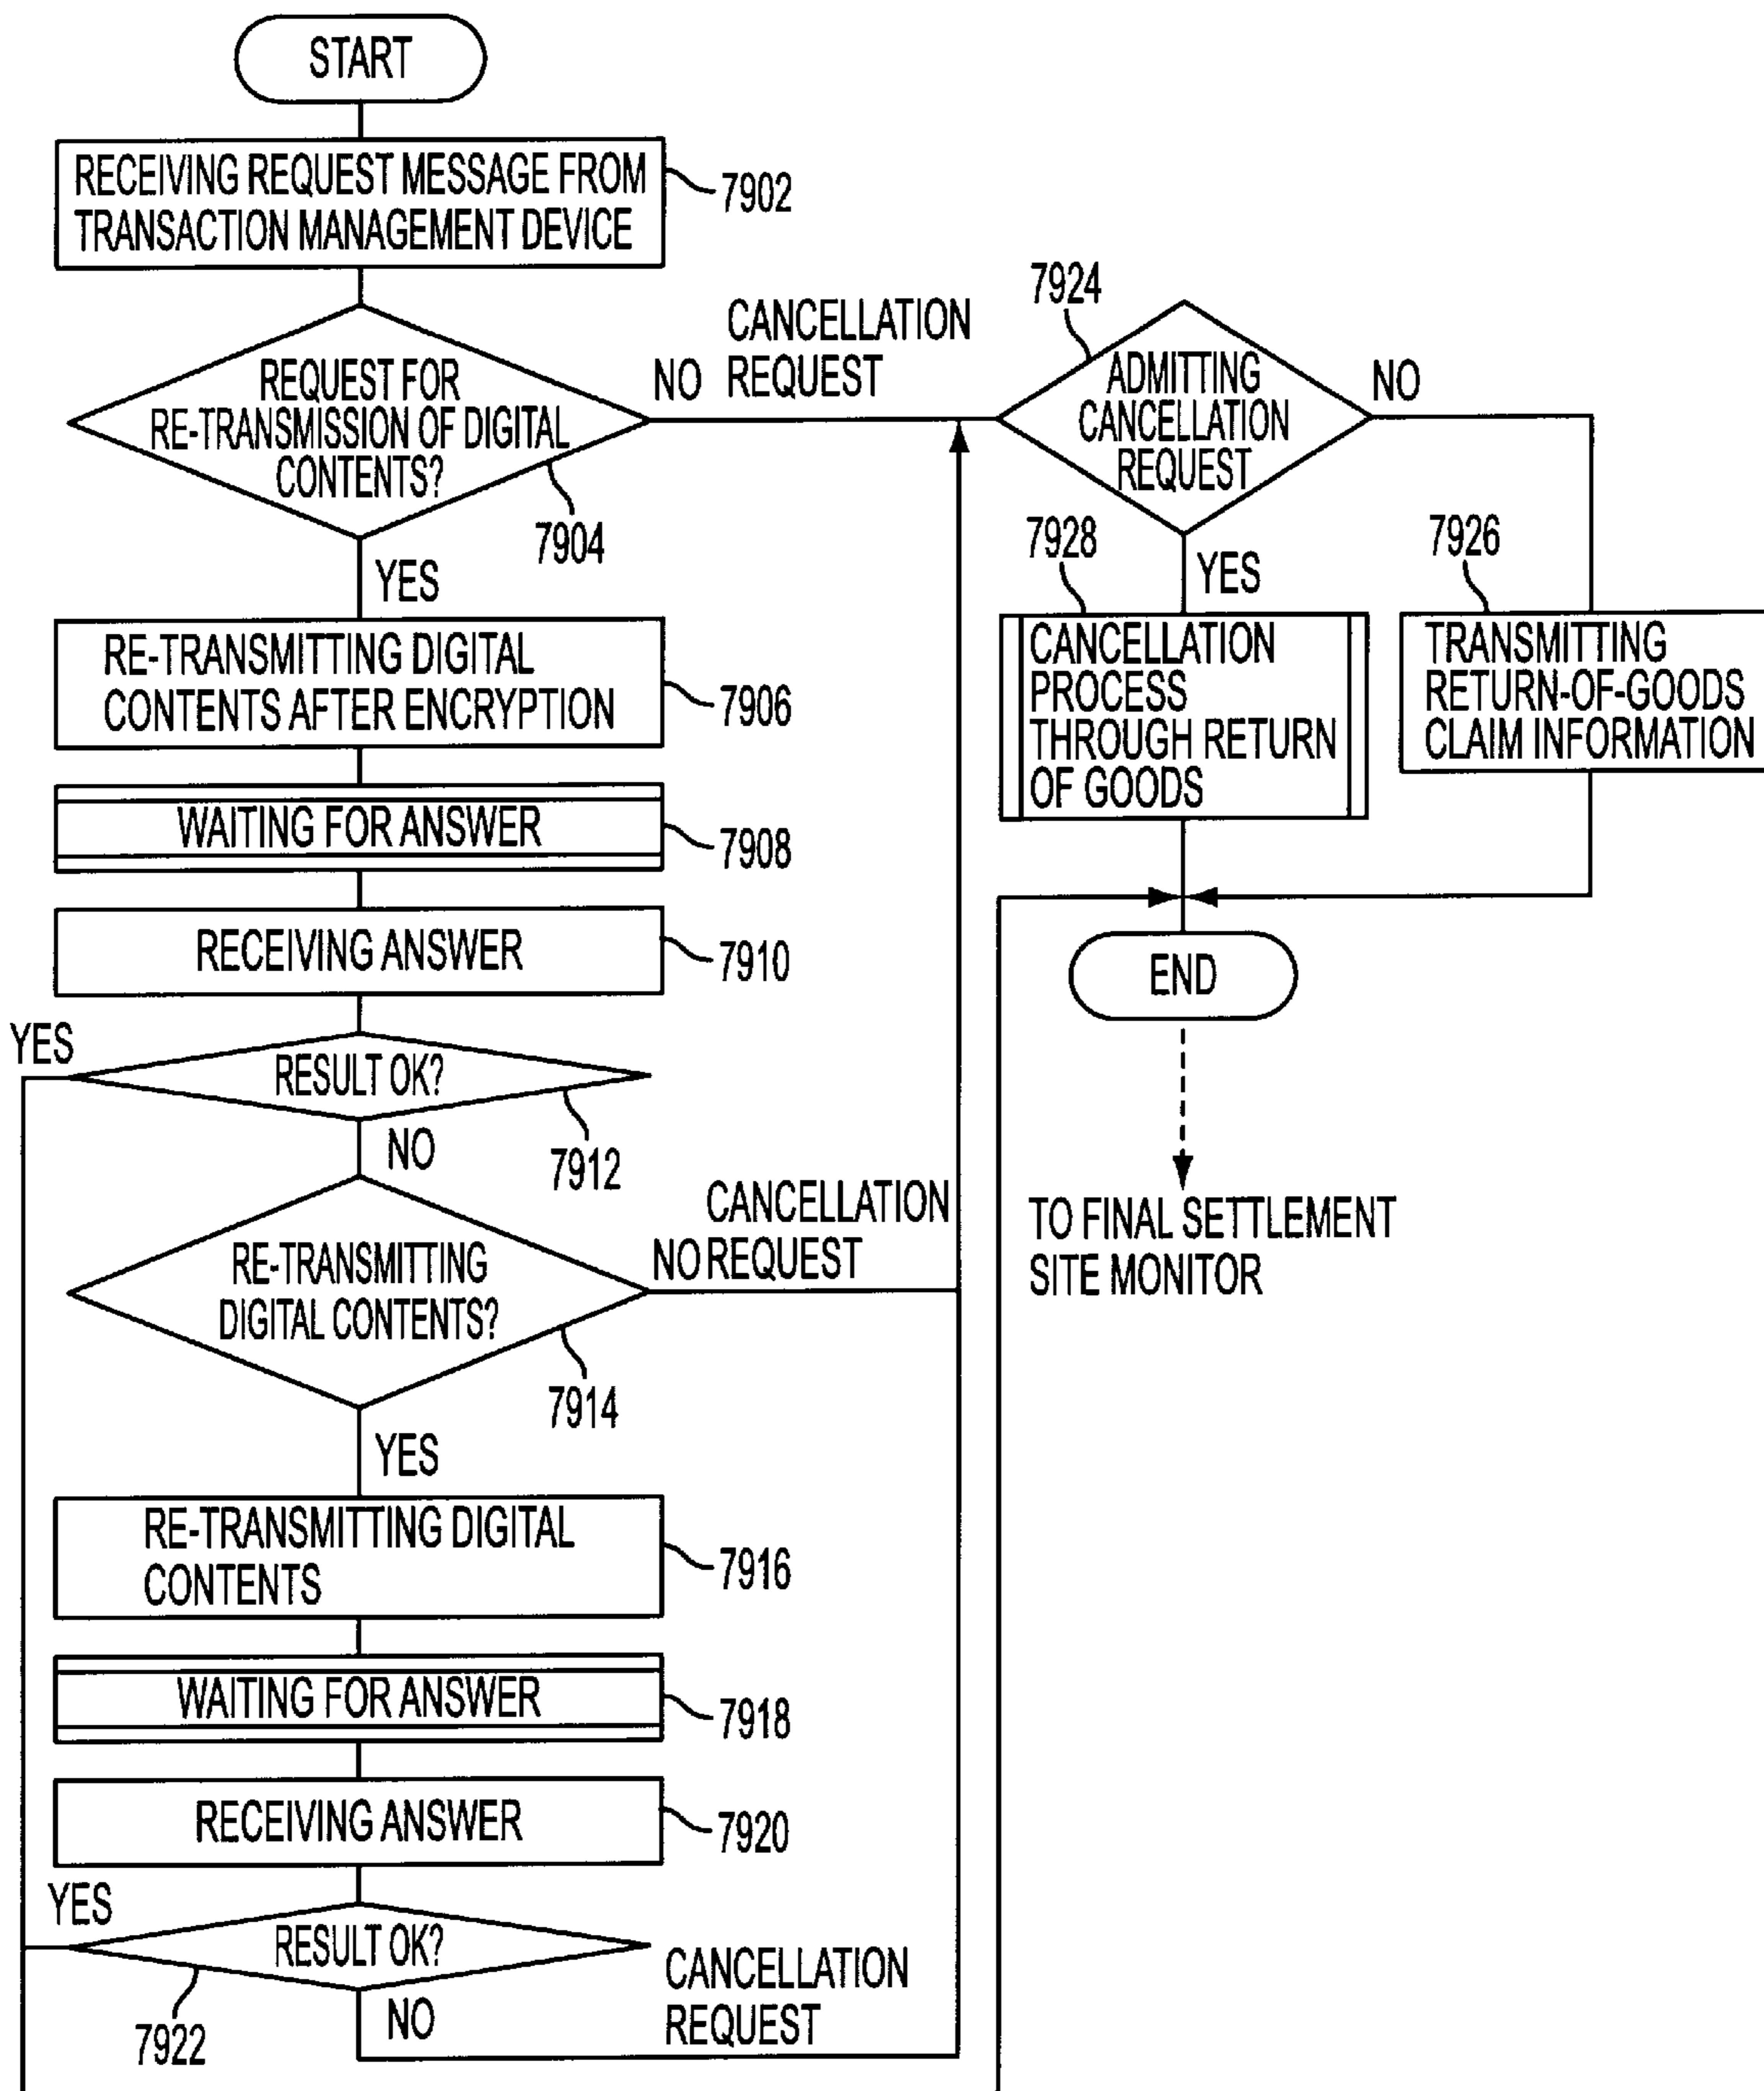 START
RECEIVING REQUEST MESSAGE FROM
TRANSACTION MANAGEMENT DEVICE
7902
REQUEST FOR
RE-TRANSMISSION OF DIGITAL
CONTENTS?
7904
NO
CANCELLATION
REQUEST
YES
RE-TRANSMITTING DIGITAL
CONTENTS AFTER ENCRYPTION
7906
WAITING FOR ANSWER
7908
RECEIVING ANSWER
7910
YES
RESULT OK?
7912
NO
RE-TRANSMITTING
DIGITAL CONTENTS?
7914
CANCELLATION
NO REQUEST
YES
RE-TRANSMITTING DIGITAL
CONTENTS
7916
WAITING FOR ANSWER
7918
RECEIVING ANSWER
7920
YES
RESULT OK?
7922
NO
CANCELLATION
REQUEST
7924
ADMITTING
CANCELLATION
REQUEST
NO
YES
7928
CANCELLATION
PROCESS
THROUGH RETURN
OF GOODS
7926
TRANSMITTING
RETURN-OF-GOODS
CLAIM INFORMATION
END
TO FINAL SETTLEMENT
SITE MONITOR